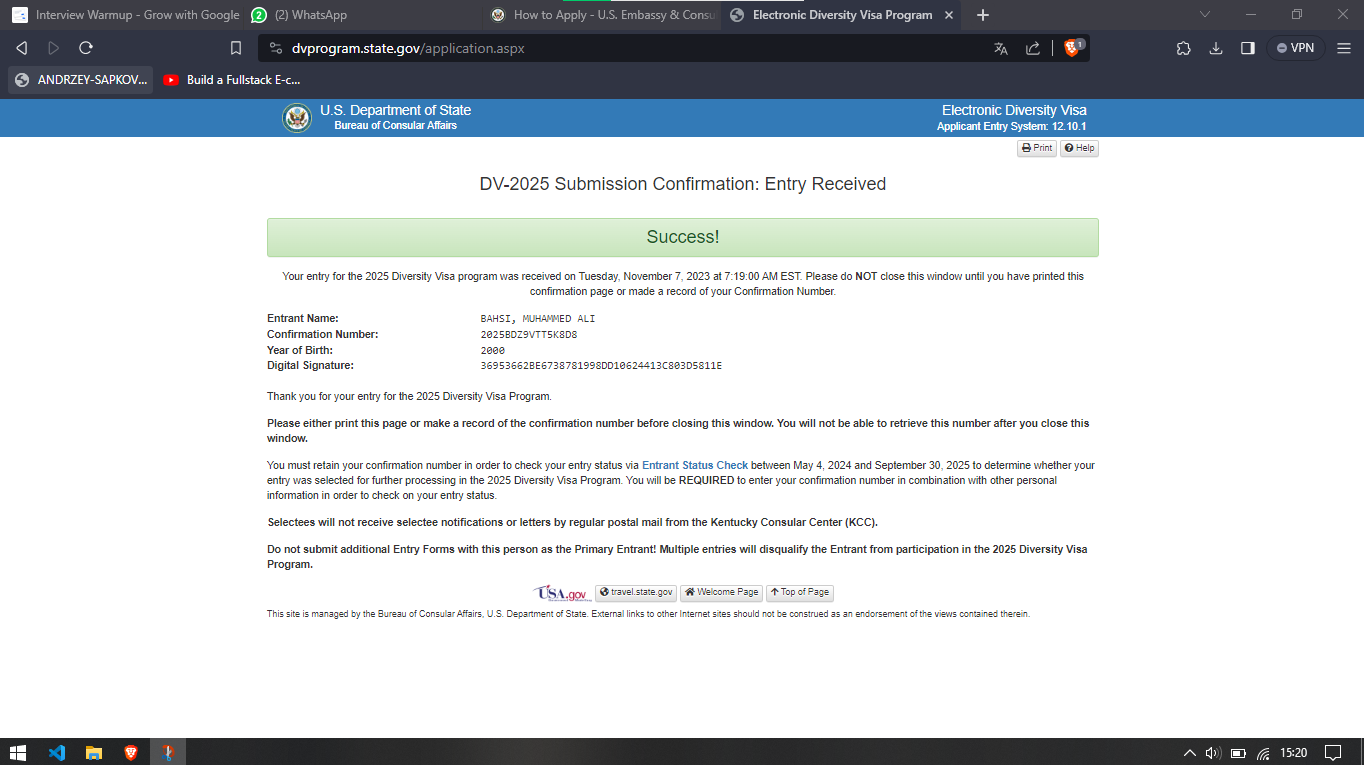 Interview Warmup - Grow with Google
2 (2) WhatsApp
How to Apply - U.S. Embassy & Consu
Electronic Diversity Visa Program
dvprogram.state.gov/application.aspx
1
VPN
ANDRZEY-SAPKOV...
Build a Fullstack E-c...
U.S. Department of State
Bureau of Consular Affairs
Electronic Diversity Visa
Applicant Entry System: 12.10.1
Print
Help
DV-2025 Submission Confirmation: Entry Received
Success!
Your entry for the 2025 Diversity Visa program was received on Tuesday, November 7, 2023 at 7:19:00 AM EST. Please do NOT close this window until you have printed this
confirmation page or made a record of your Confirmation Number.
Entrant Name: BAHSI, MUHAMMED ALI
Confirmation Number: 2025BDZ9VTT5K8D8
Year of Birth: 2000
Digital Signature: 36953662BE6738781998DD10624413C803D5811E
Thank you for your entry for the 2025 Diversity Visa Program.
Please either print this page or make a record of the confirmation number before closing this window. You will not be able to retrieve this number after you close this
window.
You must retain your confirmation number in order to check your entry status via Entrant Status Check between May 4, 2024 and September 30, 2025 to determine whether your
entry was selected for further processing in the 2025 Diversity Visa Program. You will be REQUIRED to enter your confirmation number in combination with other personal
information in order to check on your entry status.
Selectees will not receive selectee notifications or letters by regular postal mail from the Kentucky Consular Center (KCC).
Do not submit additional Entry Forms with this person as the Primary Entrant! Multiple entries will disqualify the Entrant from participation in the 2025 Diversity Visa
Program.
USA.gov
travel.state.gov
Welcome Page
Top of Page
This site is managed by the Bureau of Consular Affairs, U.S. Department of State. External links to other Internet sites should not be construed as an endorsement of the views contained therein.
15:20